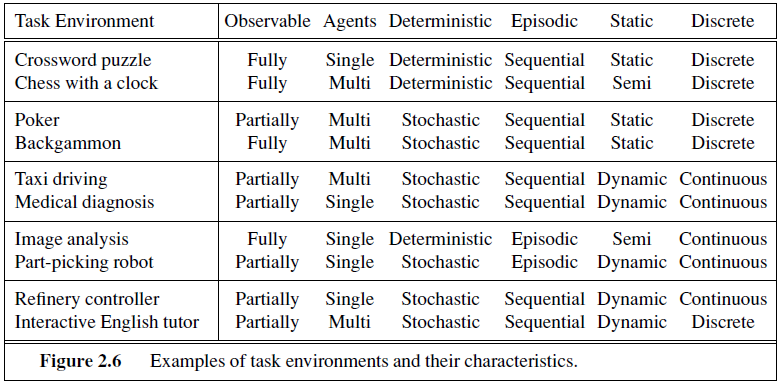 Task Environment Observable Agents Deterministic Episodic Static Discrete
Crossword puzzle Fully Single Deterministic Sequential Static Discrete
Chess with a clock Fully Multi Deterministic Sequential Semi Discrete
Poker Partially Multi Stochastic Sequential Static Discrete
Backgammon Fully Multi Stochastic Sequential Static Discrete
Taxi driving Partially Multi Stochastic Sequential Dynamic Continuous
Medical diagnosis Partially Single Stochastic Sequential Dynamic Continuous
Image analysis Fully Single Deterministic Episodic Semi Continuous
Part-picking robot Partially Single Stochastic Episodic Dynamic Continuous
Refinery controller Partially Single Stochastic Sequential Dynamic Continuous
Interactive English tutor Partially Multi Stochastic Sequential Dynamic Discrete
Figure 2.6 Examples of task environments and their characteristics.